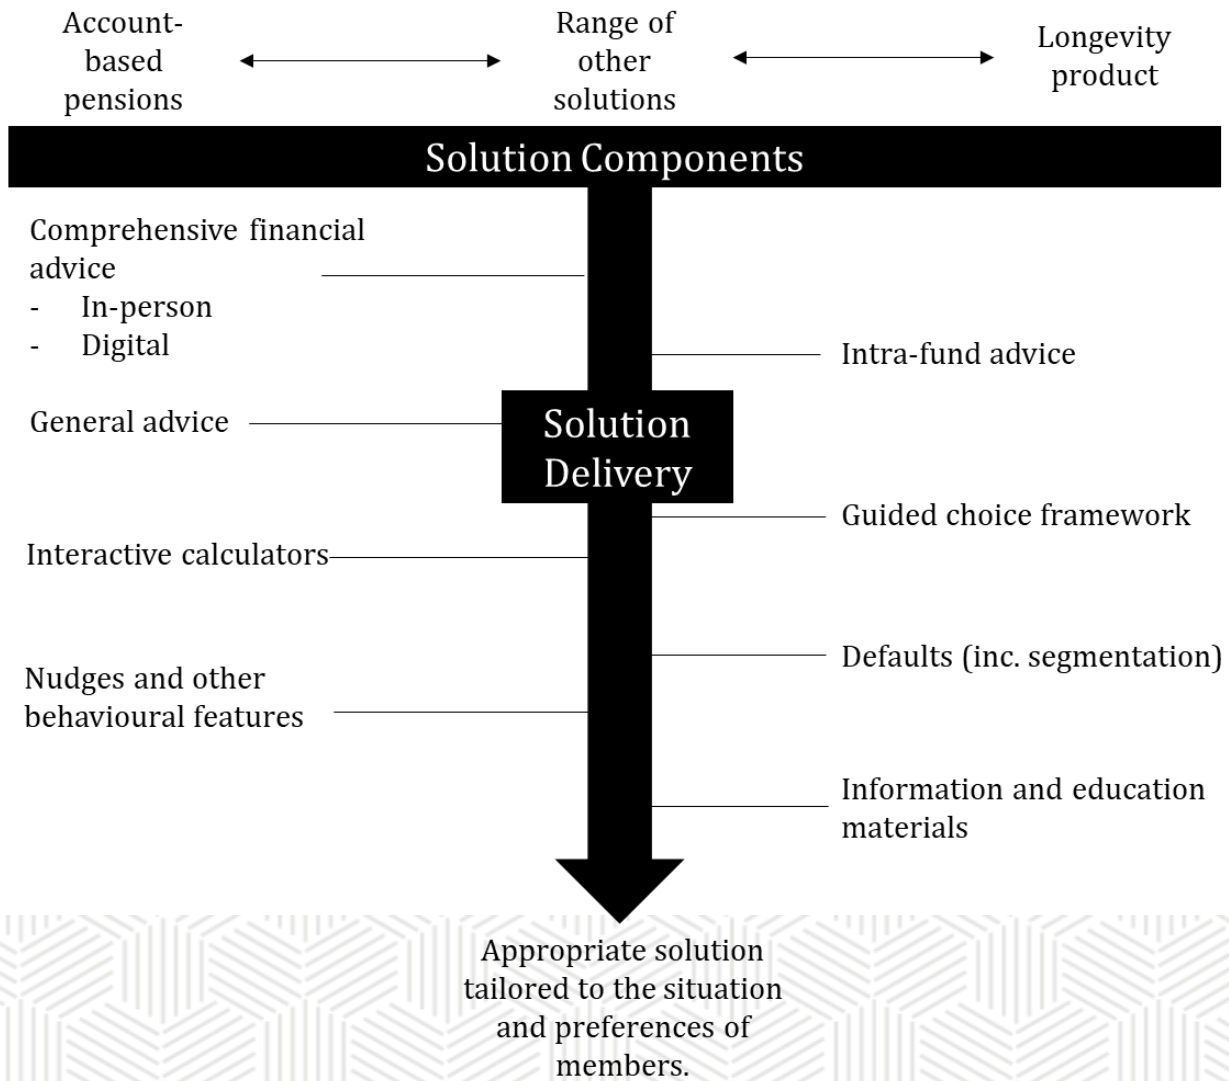 Account-
based
pensions
Range of
other
solutions
Longevity
product
Solution Components
Comprehensive financial
advice
- In-person
- Digital
Intra-fund advice
General advice
Solution
Delivery
Guided choice framework
Interactive calculators
Defaults (inc. segmentation)
Nudges and other
behavioural features
Information and education
materials
Appropriate solution
tailored to the situation
and preferences of
members.